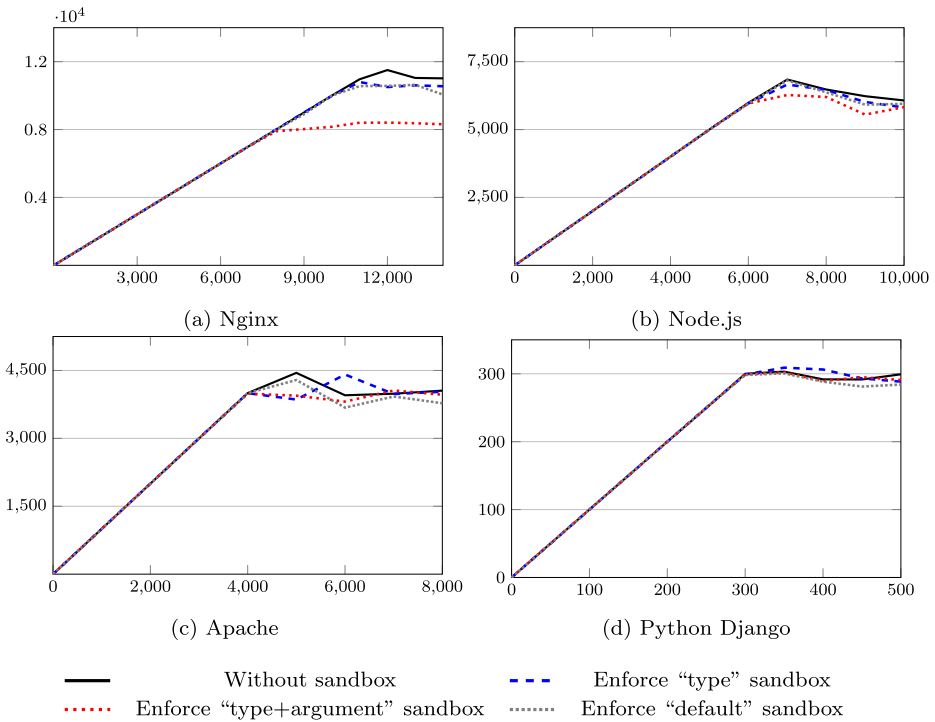 ·10⁴
1.2
0.8
0.4
3,000 6,000 9,000 12,000
(a) Nginx
7,500
5,000
2,500
0 2,000 4,000 6,000 8,000 10,000
(b) Node.js
4,500
3,000
1,500
0 2,000 4,000 6,000 8,000
(c) Apache
300
200
100
0
0 100 200 300 400 500
(d) Python Django
Without sandbox
Enforce “type” sandbox
Enforce “type+argument” sandbox
Enforce “default” sandbox